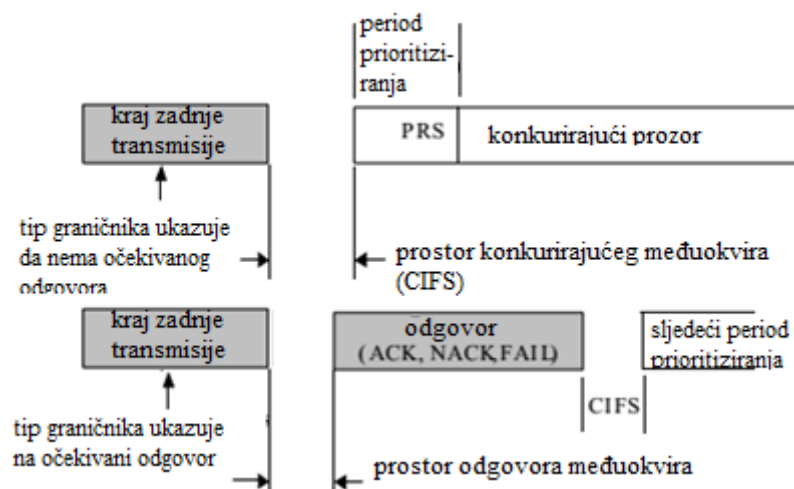 period
prioritizi-
ranja
kraj zadnje
transmisije
PRS
konkurirajući prozor
tip graničnika ukazuje
da nema očekivanog
odgovora
prostor konkurirajućeg međuokvira
(CIFS)
kraj zadnje
transmisije
odgovor
(ACK, NACK,FAIL)
sljedeći period
prioritiziranja
CIFS
tip graničnika ukazuje
na očekivani odgovor
prostor odgovora međuokvira